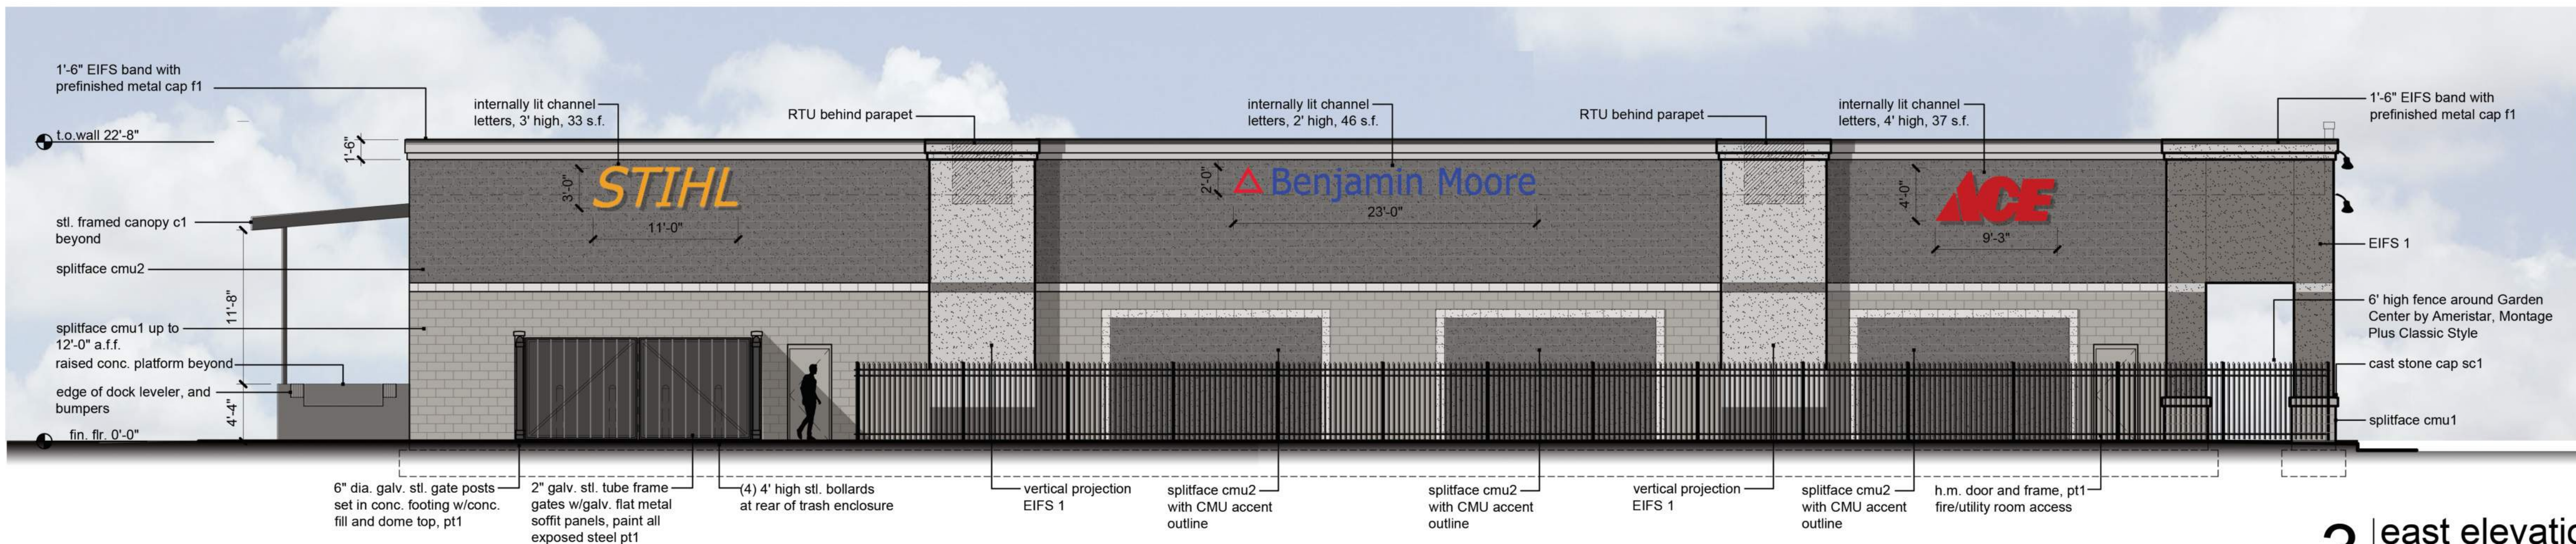 1'-6" EIFS band with
prefinished metal cap f1
t.o.wall 22'-8"
1'-6"
stl. framed canopy c1
beyond
splitface cmu2
11'-8"
splitface cmu1 up to
12'-0" a.f.f.
raised conc. platform beyond
edge of dock leveler, and
bumpers
4'-4"
fin. flr. 0'-0"
internally lit channel
letters, 3' high, 33 s.f.
RTU behind parapet
internally lit channel
letters, 2' high, 46 s.f.
RTU behind parapet
internally lit channel
letters, 4' high, 37 s.f.
1'-6" EIFS band with
prefinished metal cap f1
3'-0"
STIHL
11'-0"
2'-0"
Benjamin Moore
23'-0"
4'-0"
ACE
9'-3"
EIFS 1
6' high fence around Garden
Center by Ameristar, Montage
Plus Classic Style
cast stone cap sc1
splitface cmu1
6" dia. galv. stl. gate posts
set in conc. footing w/conc.
fill and dome top, pt1
2" galv. stl. tube frame
gates w/galv. flat metal
soffit panels, paint all
exposed steel pt1
(4) 4' high stl. bollards
at rear of trash enclosure
vertical projection
EIFS 1
splitface cmu2
with CMU accent
outline
splitface cmu2
with CMU accent
outline
vertical projection
EIFS 1
splitface cmu2
with CMU accent
outline
h.m. door and frame, pt1
fire/utility room access
east elevatio